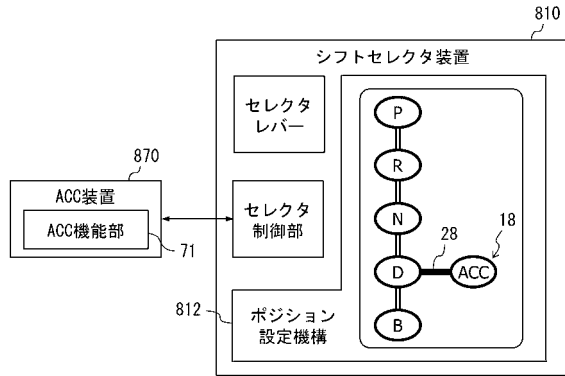 810
シフトセレクタ装置
セレクタ
レバー
P
R
870
ACC装置
ACC機能部
71
セレクタ
制御部
N
28
18
D
ACC
812
ポジション
設定機構
B